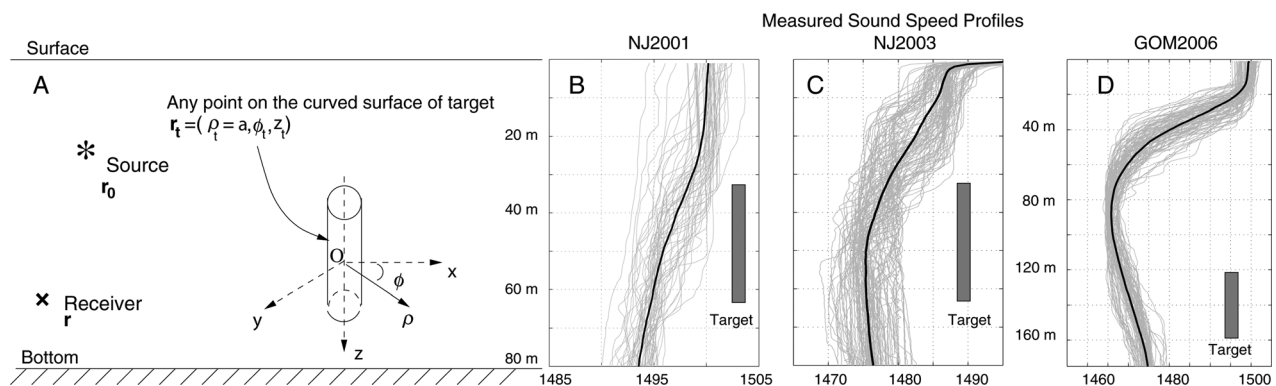 Measured Sound Speed Profiles
Surface
NJ2001
NJ2003
GOM2006
A
B
C
D
Any point on the curved surface of target
r_t=( ρ_t = a,ϕ_t, z_t)
Source
r_0
O
x
ϕ
ρ
y
z
Receiver
r
Bottom
20 m
40 m
60 m
80 m
Target
1485
1495
1505
Target
1470
1480
1490
40 m
80 m
120 m
160 m
Target
1460
1480
1500